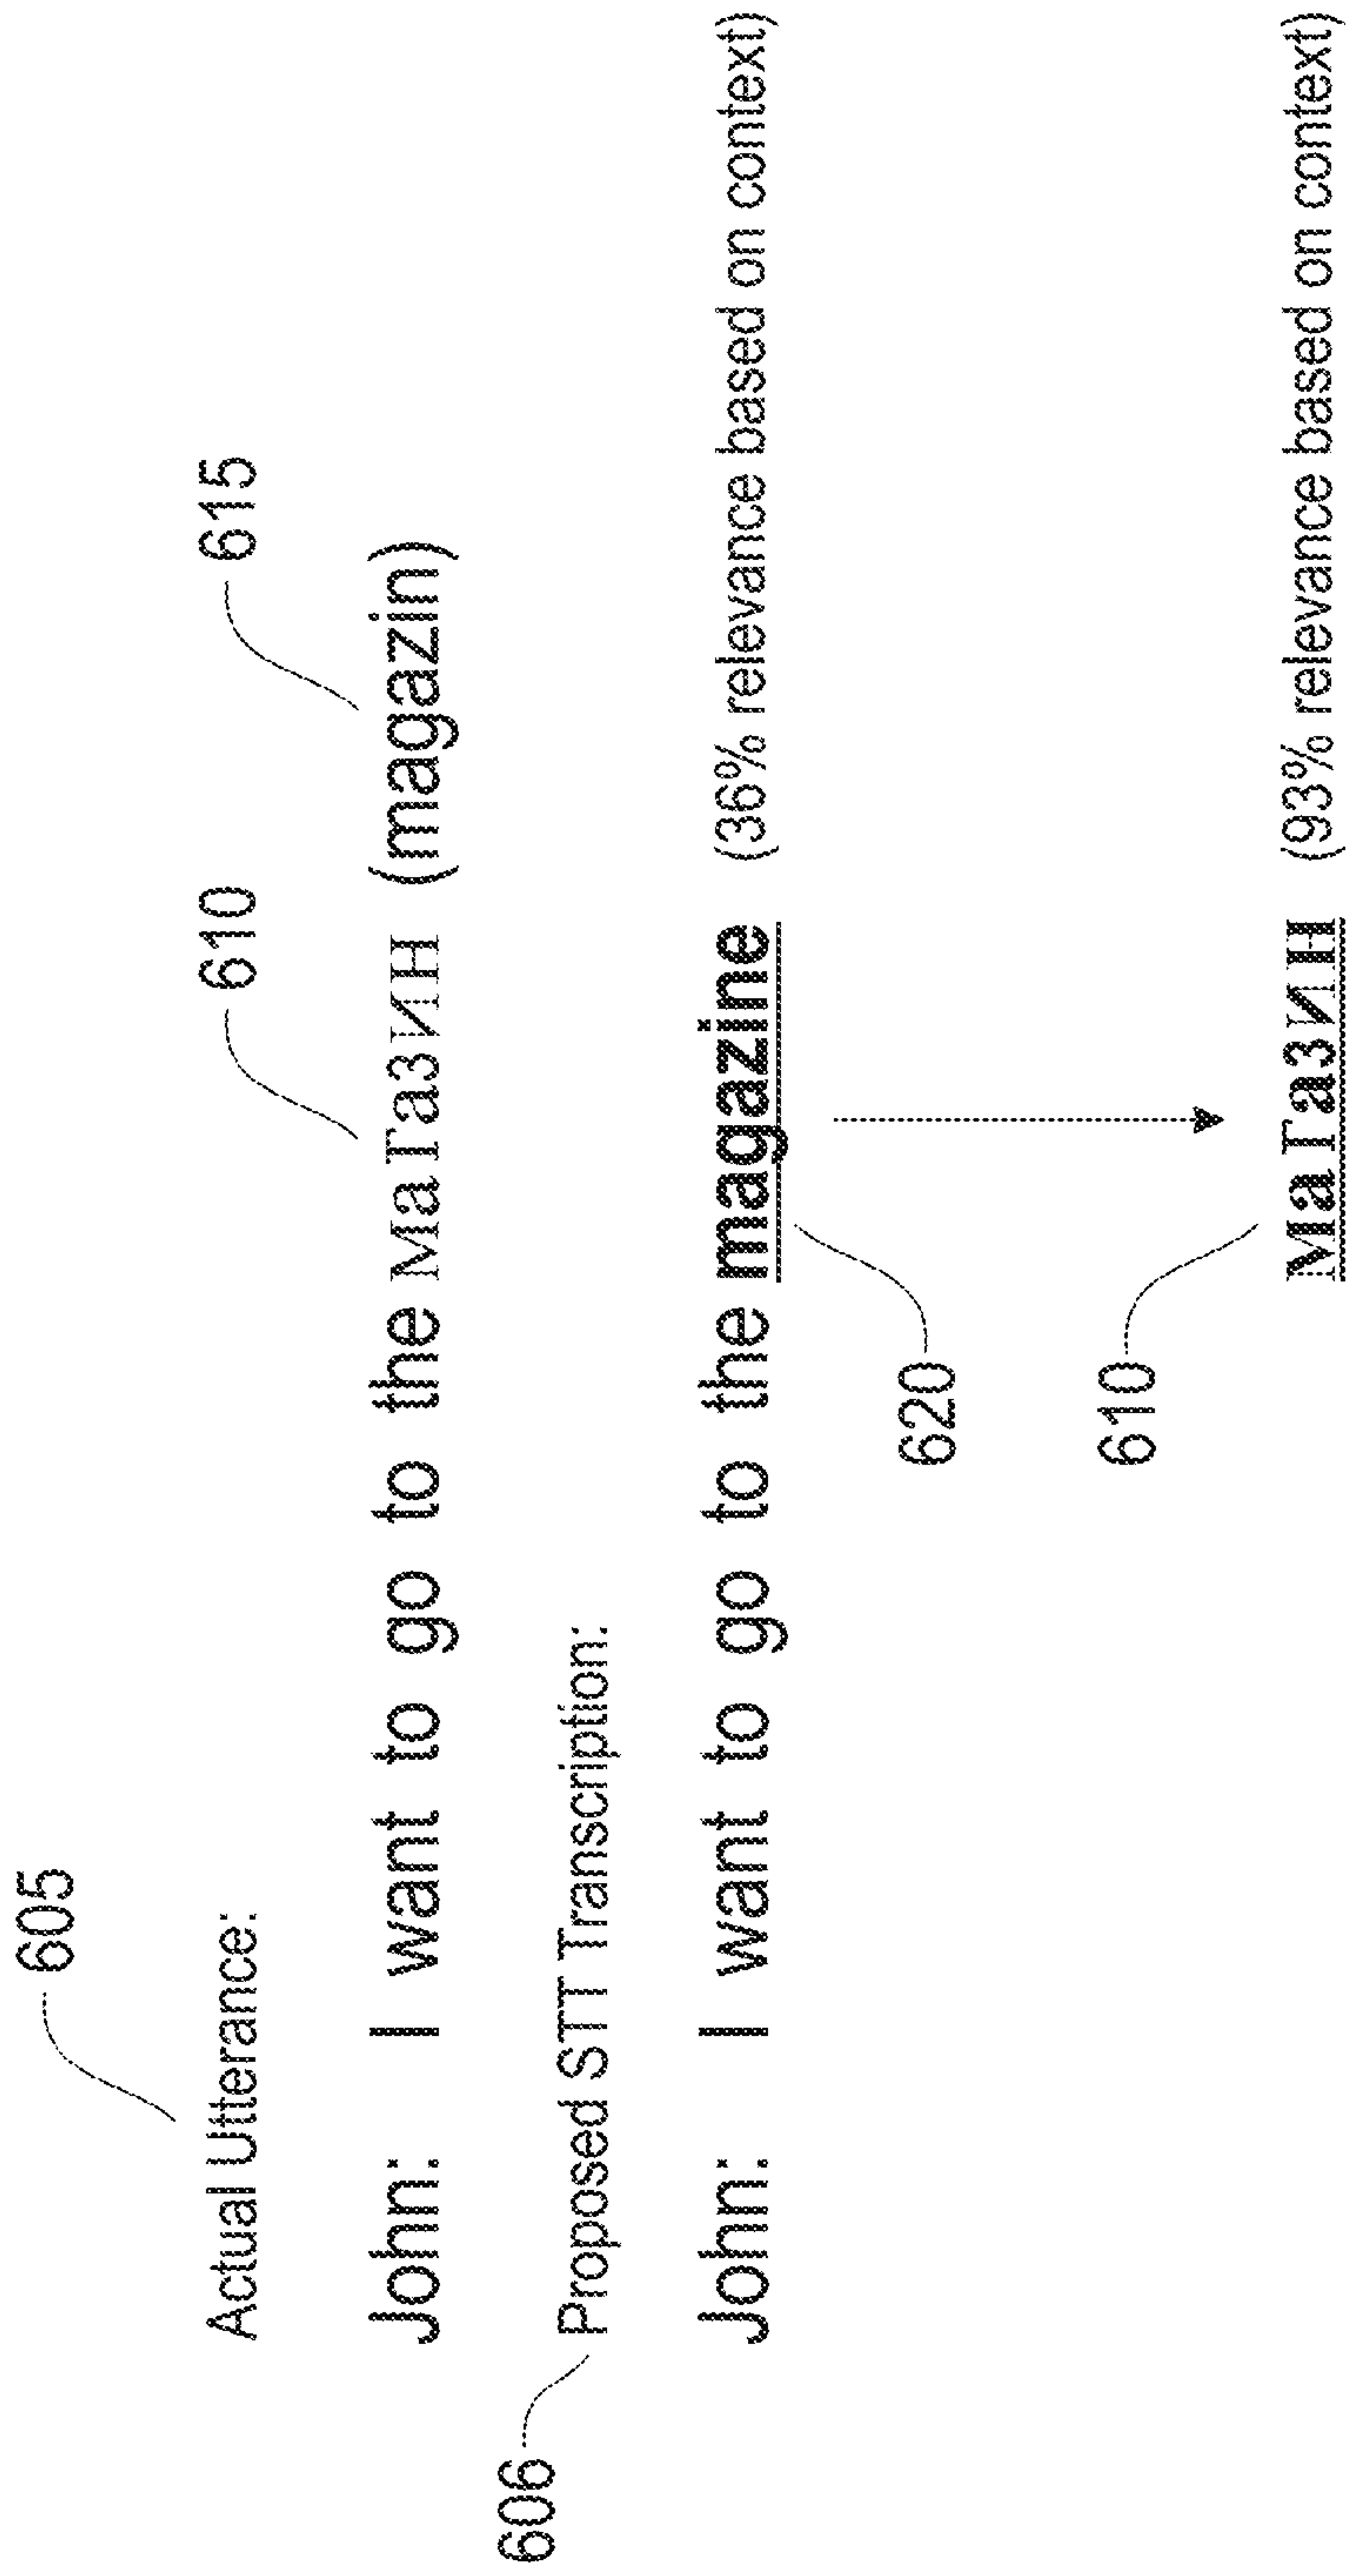 605
Actual Utterance:
610 615
John: I want to go to the магазин (magazin)
606 Proposed STT Transcription:
John: I want to go to the magazine (36% relevance based on context)
620
610
магазин (93% relevance based on context)